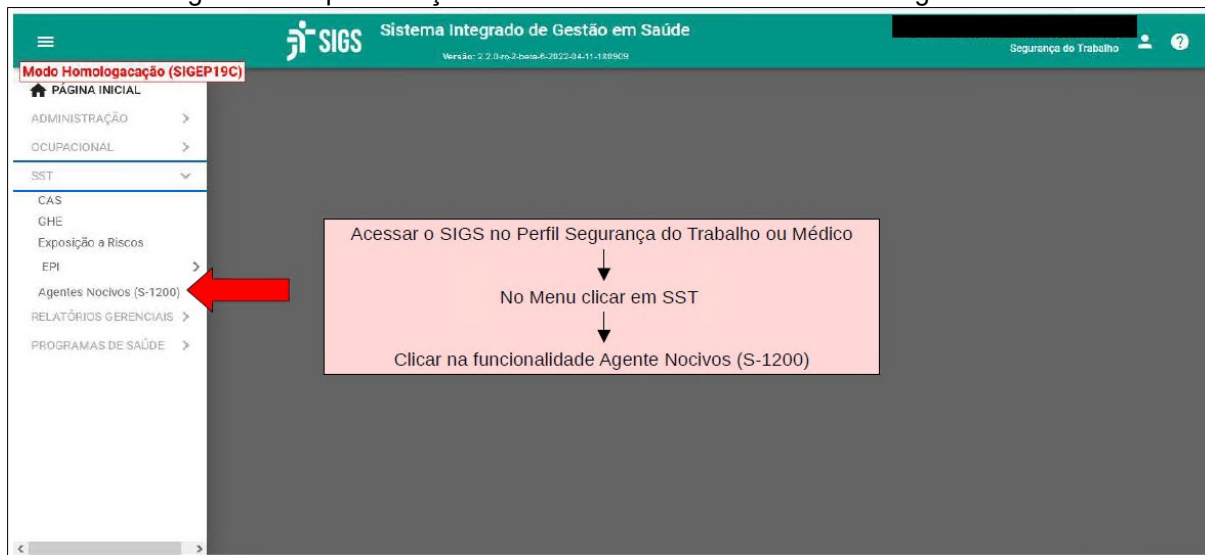 SIGS
Sistema Integrado de Gestão em Saúde
Segurança do Trabalho
Modo Homologacação (SIGEP19C)
PÁGINA INICIAL
ADMINISTRAÇÃO
OCUPACIONAL
SST
CAS
GHE
Exposição a Riscos
EPI
Agentes Nocivos (S-1200)
RELATÓRIOS GERENCIAIS
PROGRAMAS DE SAÚDE
Acessar o SIGS no Perfil Segurança do Trabalho ou Médico
No Menu clicar em SST
Clicar na funcionalidade Agente Nocivos (S-1200)